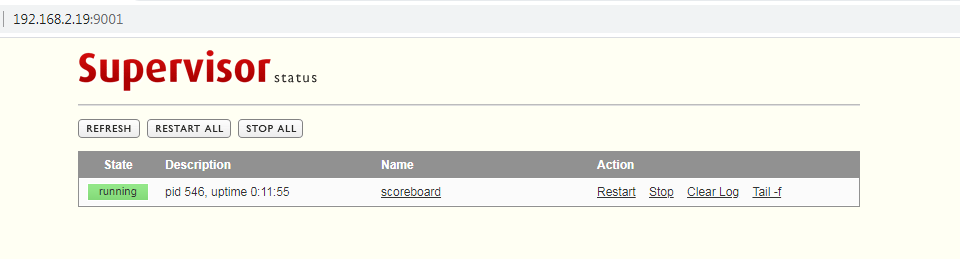 192.168.2.19:9001
Supervisor status
REFRESH RESTART ALL STOP ALL
State Description Name Action
running pid 546, uptime 0:11:55 scoreboard Restart Stop Clear Log Tail -f